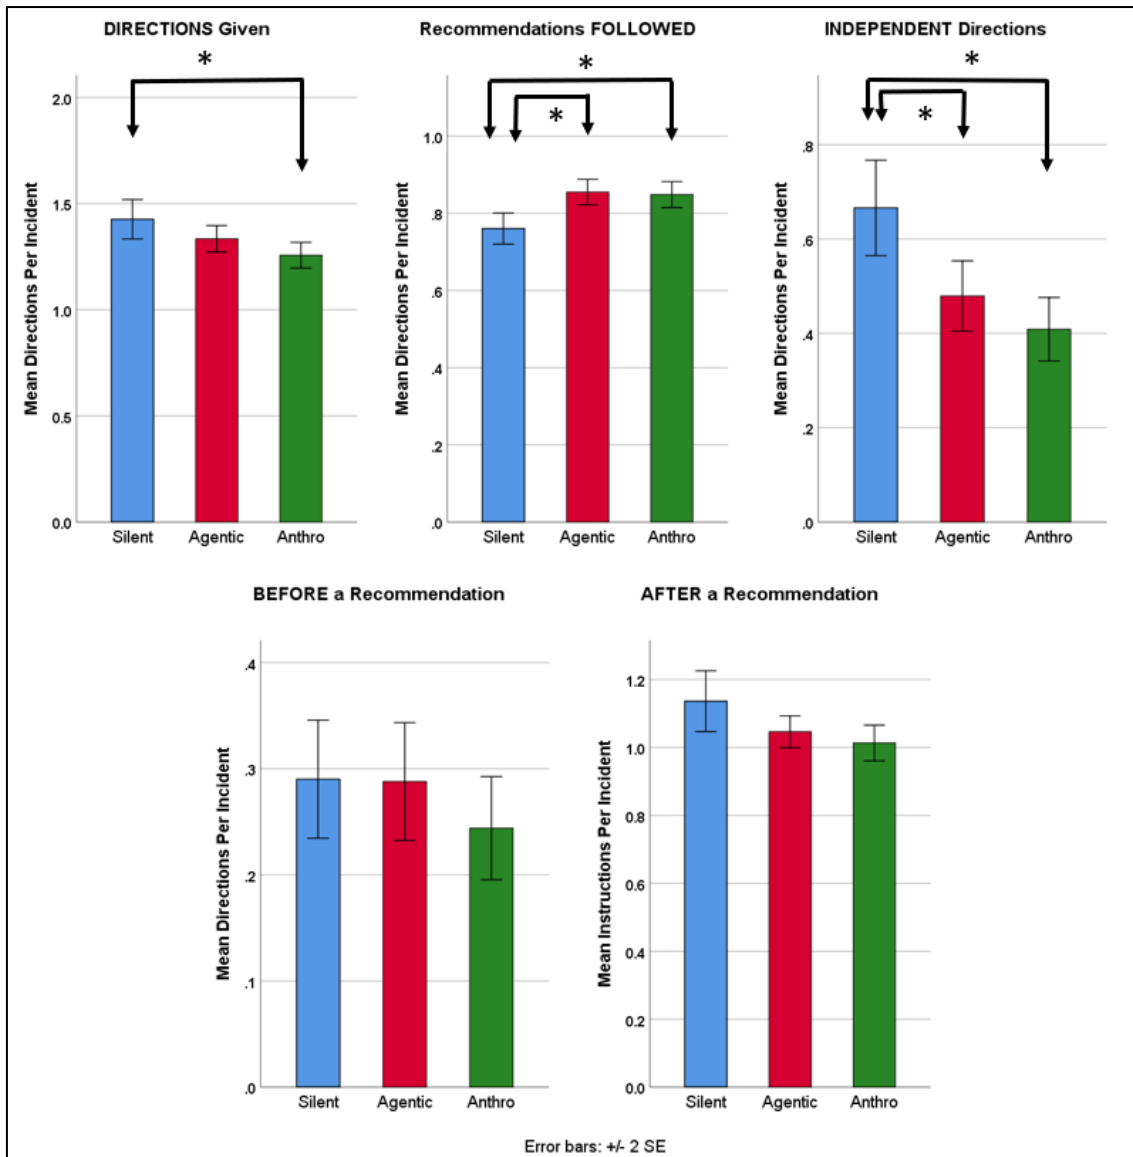 DIRECTIONS Given
*
Mean Directions Per Incident
2.0
1.5
1.0
0.5
0.0
Silent Agentic Anthro
Recommendations FOLLOWED
*
*
Mean Directions Per Incident
1.0
.8
.6
.4
.2
.0
Silent Agentic Anthro
INDEPENDENT Directions
*
*
Mean Directions Per Incident
.8
.6
.4
.2
.0
Silent Agentic Anthro
BEFORE a Recommendation
Mean Directions Per Incident
.4
.3
.2
.1
.0
Silent Agentic Anthro
AFTER a Recommendation
Mean Instructions Per Incident
1.2
1.0
0.8
0.6
0.4
0.2
0.0
Silent Agentic Anthro
Error bars: +/- 2 SE